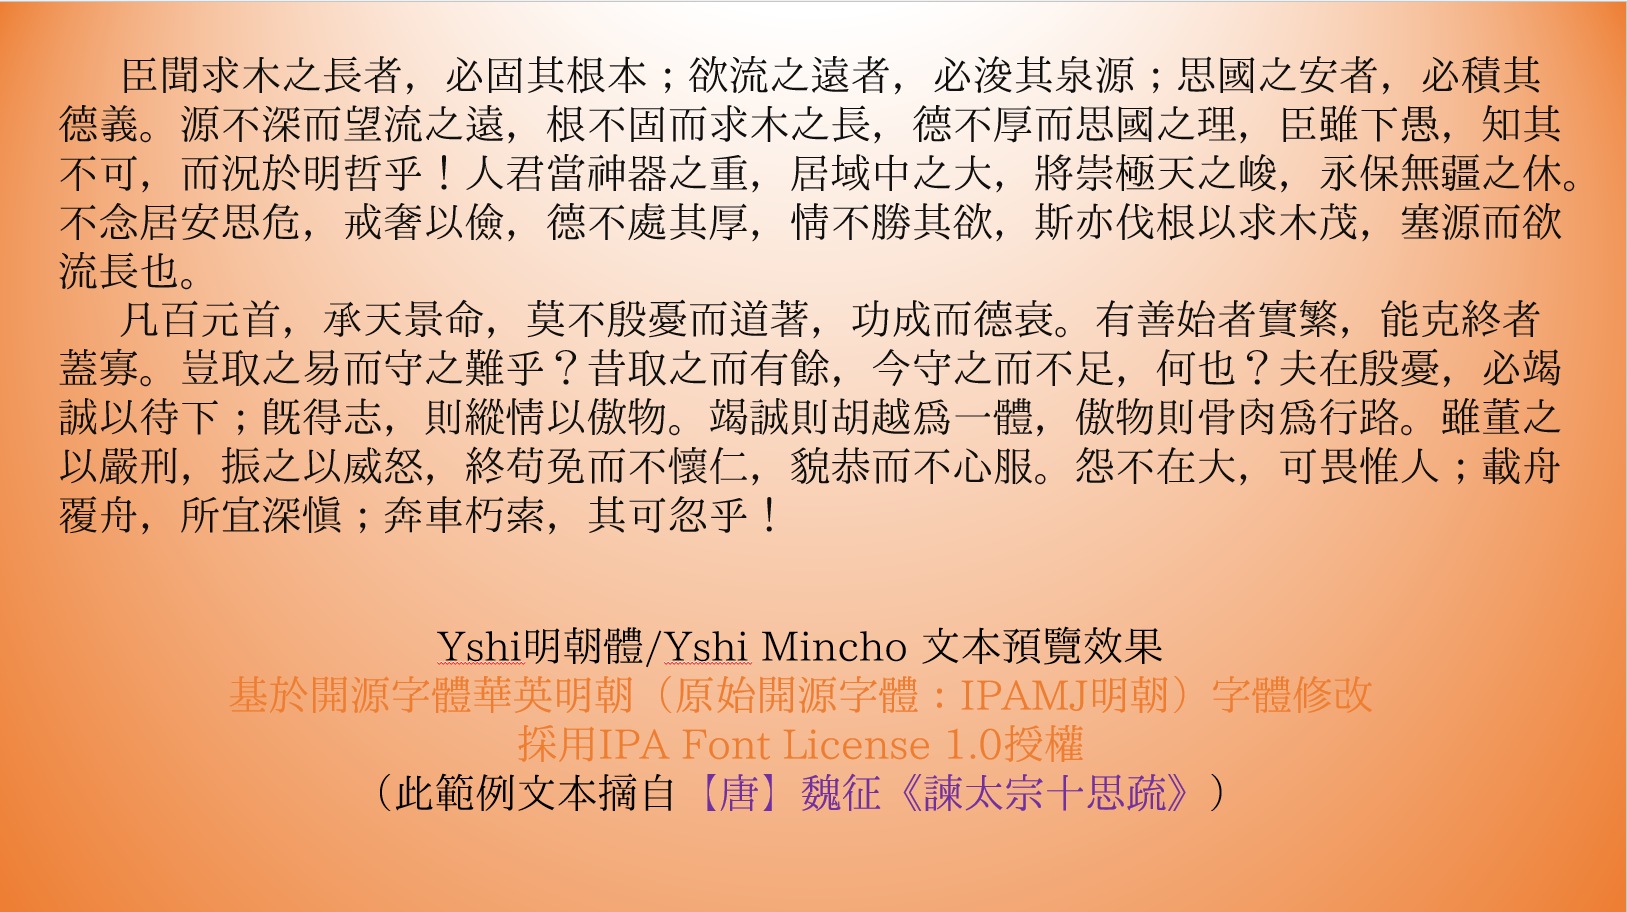 臣聞求木之長者，必固其根本；欲流之遠者，必浚其泉源；思國之安者，必積其
德義。源不深而望流之遠，根不固而求木之長，德不厚而思國之理，臣雖下愚，知其
不可，而況於明哲乎！人君當神器之重，居域中之大，將崇極天之峻，永保無疆之休。
不念居安思危，戒奢以儉，德不處其厚，情不勝其欲，斯亦伐根以求木茂，塞源而欲
流長也。
凡百元首，承天景命，莫不殷憂而道著，功成而德衰。有善始者實繁，能克終者
蓋寡。豈取之易而守之難乎？昔取之而有餘，今守之而不足，何也？夫在殷憂，必竭
誠以待下；旣得志，則縱情以傲物。竭誠則胡越爲一體，傲物則骨肉爲行路。雖董之
以嚴刑，振之以威怒，終苟免而不懷仁，貌恭而不心服。怨不在大，可畏惟人；載舟
覆舟，所宜深愼；奔車朽索，其可忽乎！
Yshi明朝體/Yshi Mincho 文本預覽效果
基於開源字體華英明朝（原始開源字體：IPAMJ明朝）字體修改
採用IPA Font License 1.0授權
（此範例文本摘自【唐】魏征《諫太宗十思疏》）